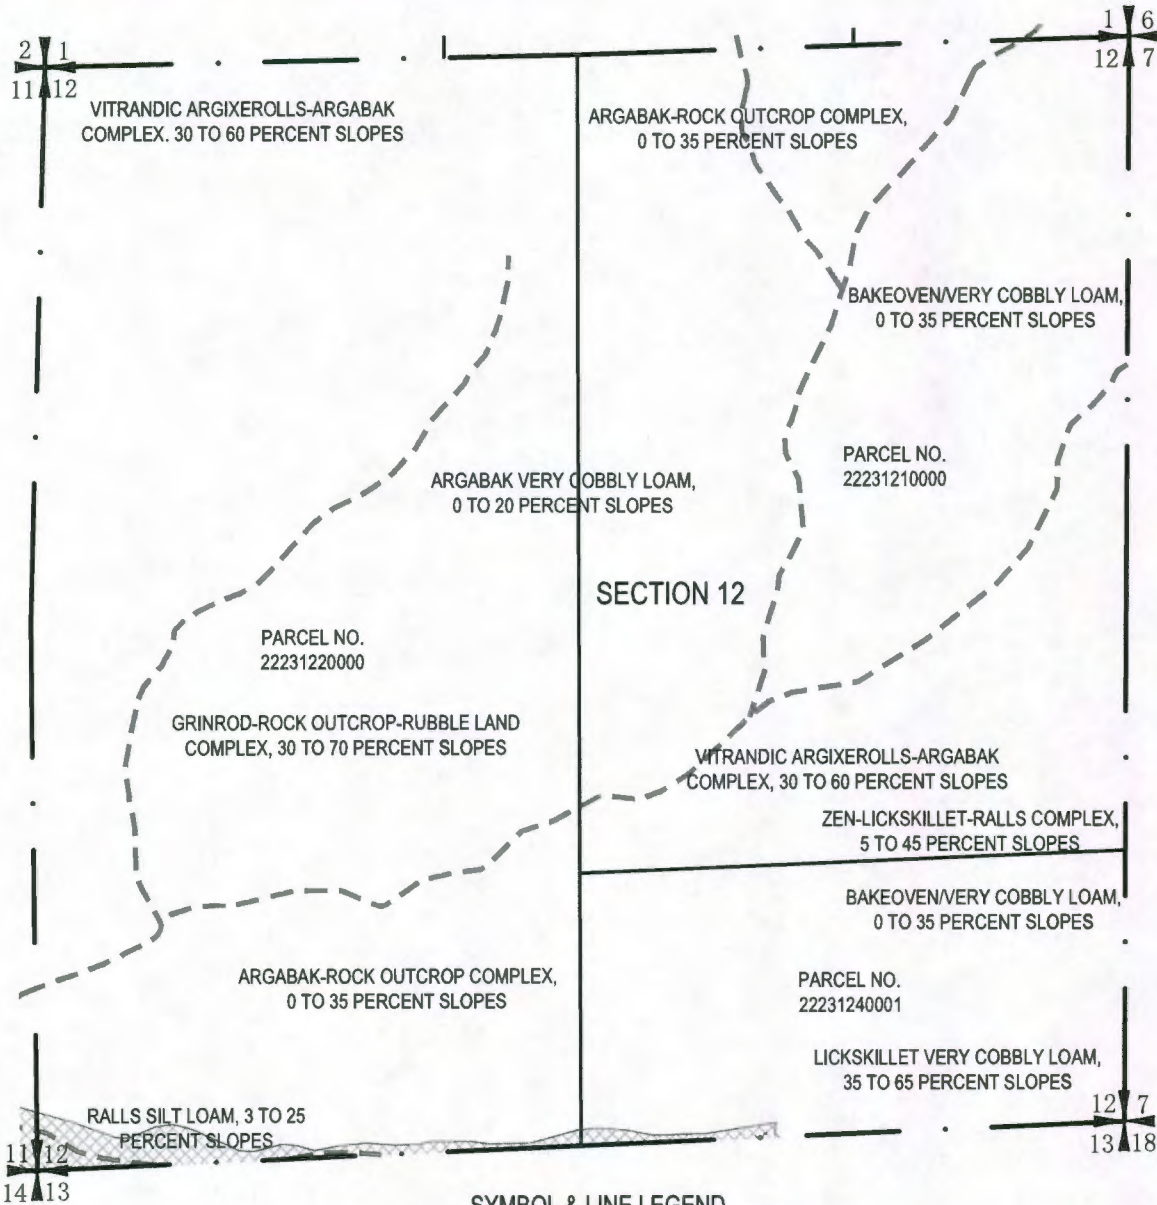 2 1
11 12
1 6
12 7
VITRANDIC ARGIXEROLLS-ARGABAK
COMPLEX. 30 TO 60 PERCENT SLOPES
ARGABAK-ROCK OUTCROP COMPLEX,
0 TO 35 PERCENT SLOPES
BAKEOVEN/VERY COBBLY LOAM,
0 TO 35 PERCENT SLOPES
PARCEL NO.
22231210000
ARGABAK VERY COBBLY LOAM,
0 TO 20 PERCENT SLOPES
SECTION 12
PARCEL NO.
22231220000
GRINROD-ROCK OUTCROP-RUBBLE LAND
COMPLEX, 30 TO 70 PERCENT SLOPES
VITRANDIC ARGIXEROLLS-ARGABAK
COMPLEX, 30 TO 60 PERCENT SLOPES
ZEN-LICKSKILLET-RALLS COMPLEX,
5 TO 45 PERCENT SLOPES
BAKEOVEN/VERY COBBLY LOAM,
0 TO 35 PERCENT SLOPES
ARGABAK-ROCK OUTCROP COMPLEX,
0 TO 35 PERCENT SLOPES
PARCEL NO.
22231240001
LICKSKILLET VERY COBBLY LOAM,
35 TO 65 PERCENT SLOPES
RALLS SILT LOAM, 3 TO 25
PERCENT SLOPES
12 7
13 18
11 12
14 13
SYMBOL & LINE LEGEND